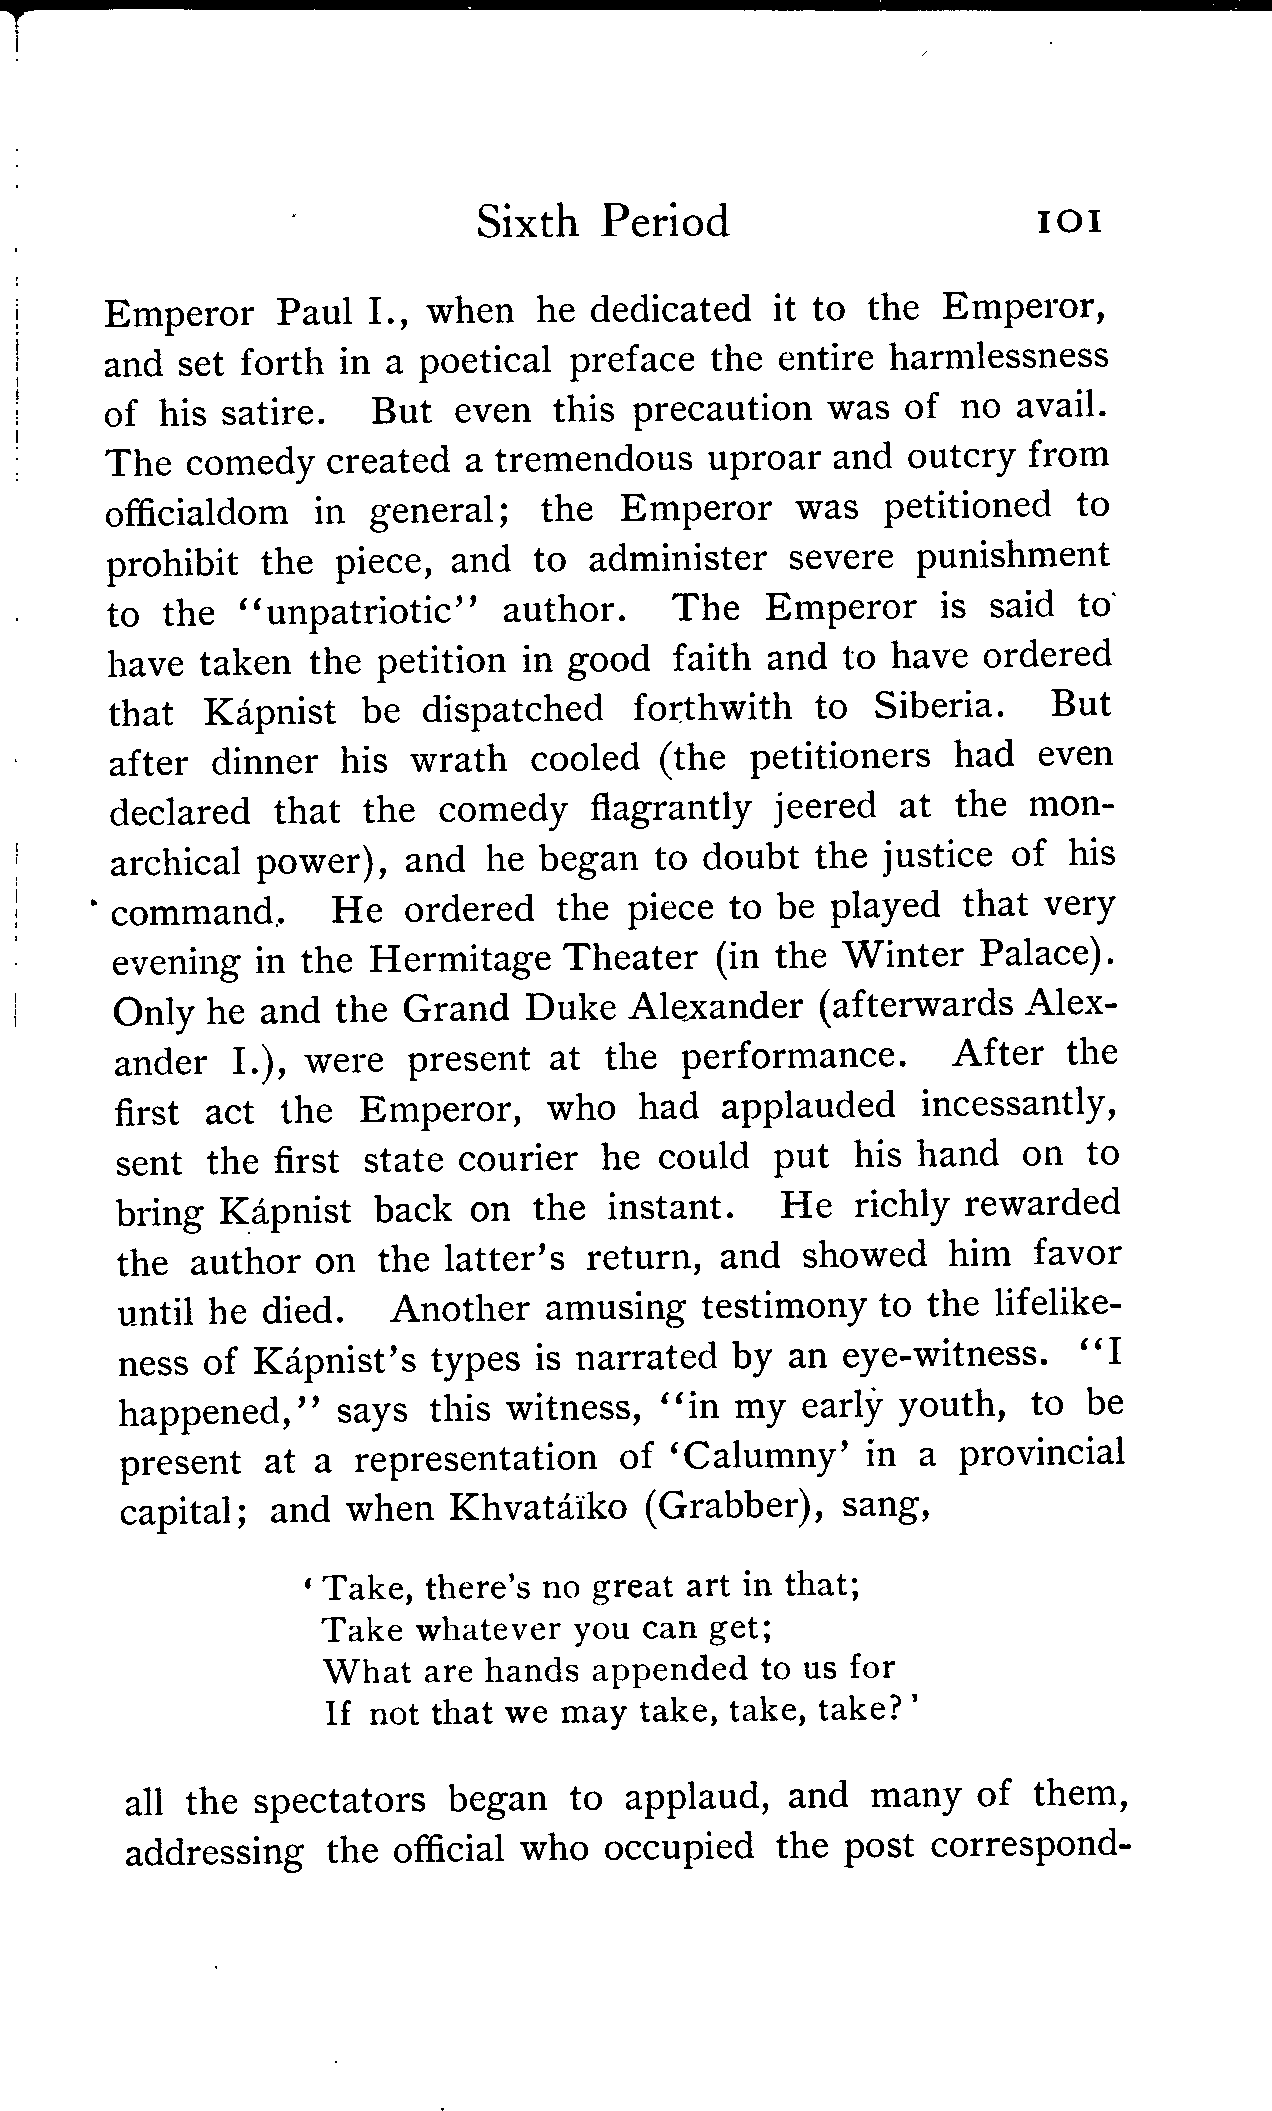 Sixth Period 101
Emperor Paul I., when he dedicated it to the Emperor,
and set forth in a poetical preface the entire harmlessness
of his satire. But even this precaution was of no avail.
The comedy created a tremendous uproar and outcry from
officialdom in general; the Emperor was petitioned to
prohibit the piece, and to administer severe punishment
to the "unpatriotic" author. The Emperor is said to
have taken the petition in good faith and to have ordered
that Kápnist be dispatched forthwith to Siberia. But
after dinner his wrath cooled (the petitioners had even
declared that the comedy flagrantly jeered at the mon-
archical power), and he began to doubt the justice of his
command. He ordered the piece to be played that very
evening in the Hermitage Theater (in the Winter Palace).
Only he and the Grand Duke Alexander (afterwards Alex-
ander I.), were present at the performance. After the
first act the Emperor, who had applauded incessantly,
sent the first state courier he could put his hand on to
bring Kápnist back on the instant. He richly rewarded
the author on the latter's return, and showed him favor
until he died. Another amusing testimony to the lifelike-
ness of Kápnist's types is narrated by an eye-witness. "I
happened," says this witness, "in my early youth, to be
present at a representation of 'Calumny' in a provincial
capital; and when Khvatáïko (Grabber), sang,
'Take, there's no great art in that;
Take whatever you can get;
What are hands appended to us for
If not that we may take, take, take?'
all the spectators began to applaud, and many of them,
addressing the official who occupied the post correspond-